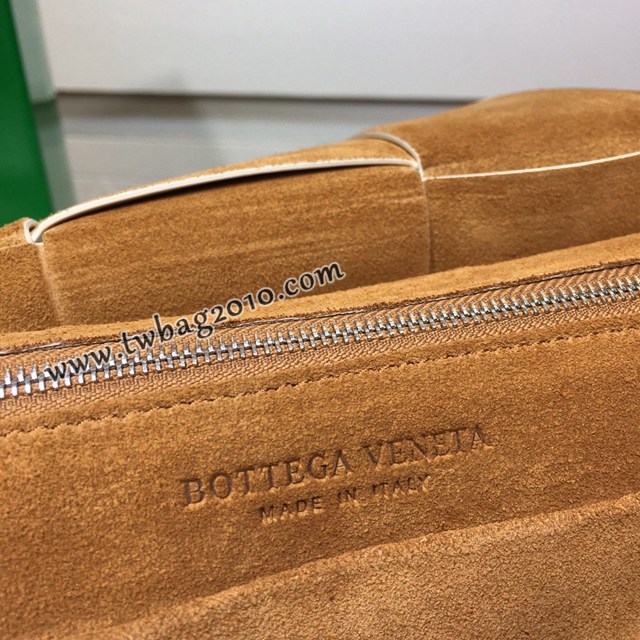 www.twbag2010.com
BOTTEGA VENETA
MADE IN ITALY